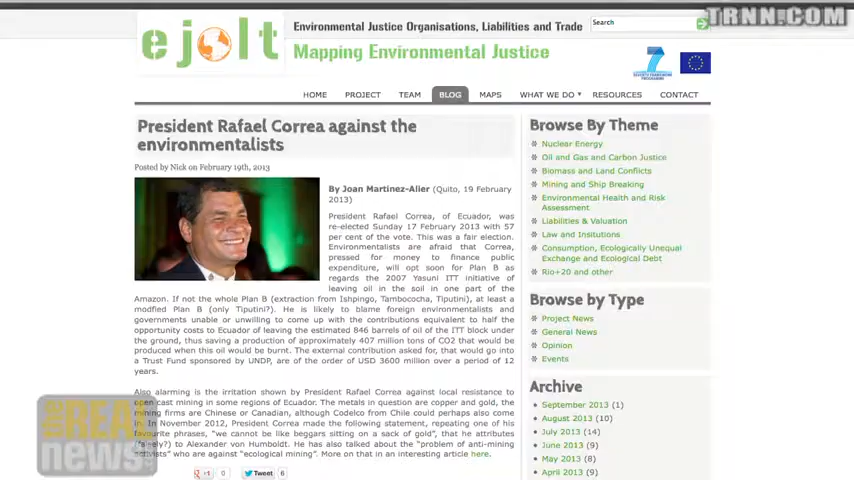 TRNN.COM
ejolt
Environmental Justice Organisations, Liabilities and Trade
Search
Mapping Environmental Justice
7
SEVENTH FRAMEWORK
PROGRAMME
HOME PROJECT TEAM BLOG MAPS WHAT WE DO RESOURCES CONTACT
President Rafael Correa against the
environmentalists
Posted by Nick on February 19th, 2013
By Joan Martinez-Alier (Quito, 19 February
2013)
President Rafael Correa, of Ecuador, was
re-elected Sunday 17 February 2013 with 57
per cent of the vote. This was a fair election.
Environmentalists are afraid that Correa,
pressed for money to finance public
expenditure, will opt soon for Plan B as
regards the 2007 Yasuni ITT initiative of
leaving oil in the soil in one part of the
Amazon. If not the whole Plan B (extraction from Ishpingo, Tambococha, Tiputini), at least a
modified Plan B (only Tiputini?). He is likely to blame foreign environmentalists and
governments unable or unwilling to come up with the contributions equivalent to half the
opportunity costs to Ecuador of leaving the estimated 846 barrels of oil of the ITT block under
the ground, thus saving a production of approximately 407 million tons of CO2 that would be
produced when this oil would be burnt. The external contribution asked for, that would go into
a Trust Fund sponsored by UNDP, are of the order of USD 3600 million over a period of 12
years.
Also alarming is the irritation shown by President Rafael Correa against local resistance to
open cast mining in some regions of Ecuador. The metals in question are copper and gold, the
mining firms are Chinese or Canadian, although Codelco from Chile could perhaps also come
in. In November 2012, President Correa made the following statement, repeating one of his
favourite phrases, "we cannot be like beggars sitting on a sack of gold", that he attributes
(falsely?) to Alexander von Humboldt. He has also talked about the "problem of anti-mining
activists" who are against "ecological mining". More on that in an interesting article here.
+1 0 Tweet 6
the REAL
news
Browse By Theme
Nuclear Energy
Oil and Gas and Carbon Justice
Biomass and Land Conflicts
Mining and Ship Breaking
Environmental Health and Risk
Assessment
Liabilities & Valuation
Law and Insitutions
Consumption, Ecologically Unequal
Exchange and Ecological Debt
Rio+20 and other
Browse by Type
Project News
General News
Opinion
Events
Archive
September 2013 (1)
August 2013 (10)
July 2013 (14)
June 2013 (9)
May 2013 (8)
April 2013 (9)